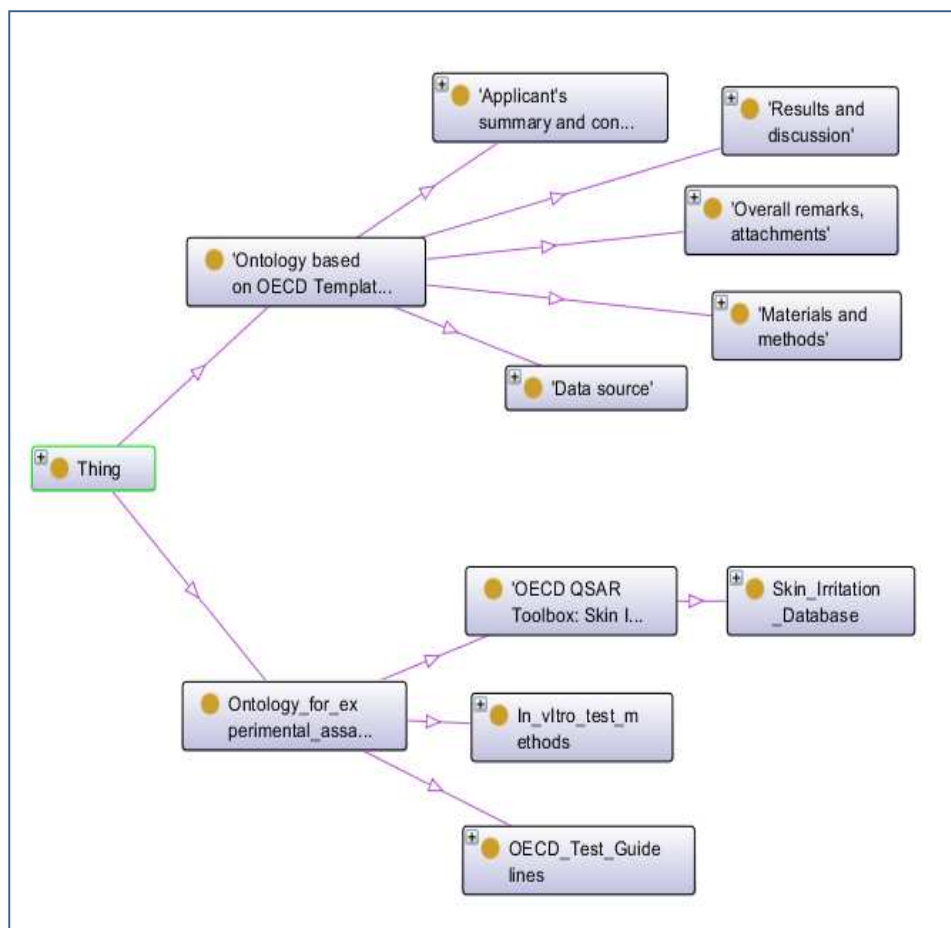 'Applicant's
summary and con...
'Results and
discussion'
'Overall remarks,
attachments'
'Ontology based
on OECD Templat...
'Materials and
methods'
'Data source'
Thing
'OECD QSAR
Toolbox: Skin I...
Skin_Irritation
_Database
Ontology_for_ex
perimental_assa...
In_vItro_test_m
ethods
OECD_Test_Guide
lines